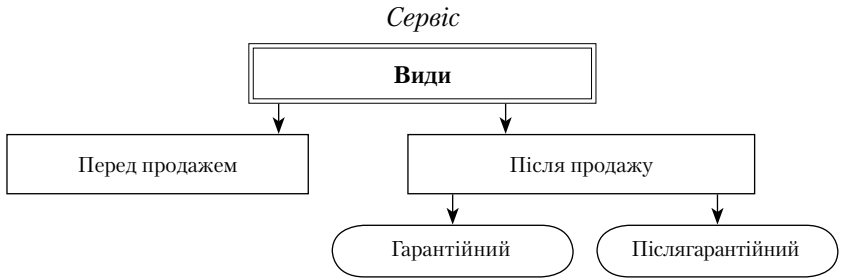 Сервіс
Види
Перед продажем
Після продажу
Гарантійний
Післягарантійний